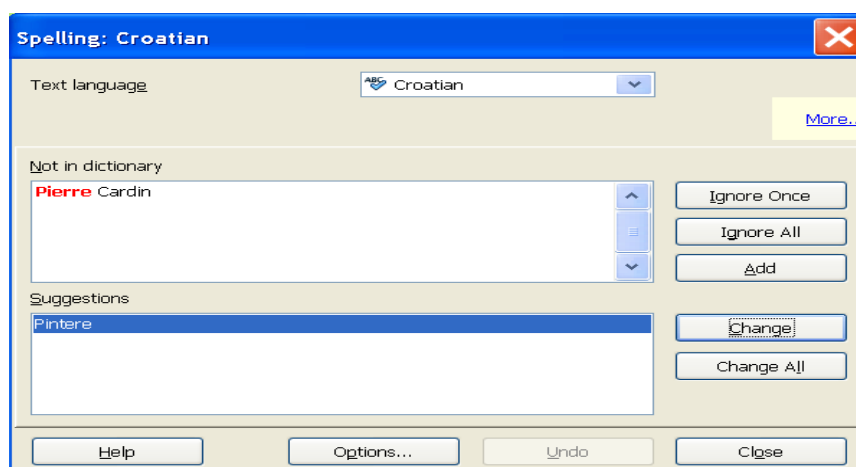 Spelling: Croatian
Text language
ABC Croatian
More..
Not in dictionary
Pierre Cardin
Ignore Once
Ignore All
Add
Suggestions
Pintere
Change
Change All
Help
Options...
Undo
Close